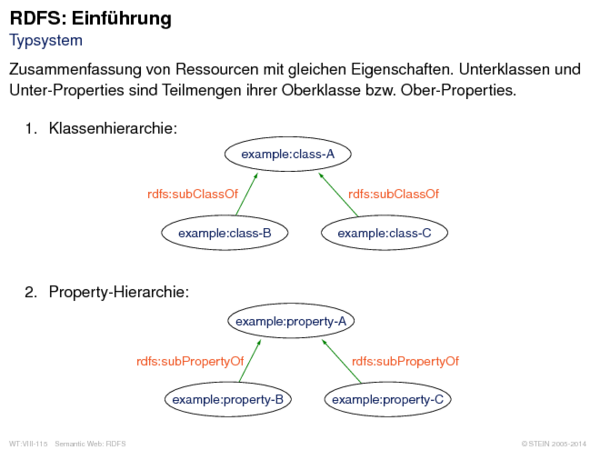 RDFS: Einführung
Typsystem
Zusammenfassung von Ressourcen mit gleichen Eigenschaften. Unterklassen und
Unter-Properties sind Teilmengen ihrer Oberklasse bzw. Ober-Properties.
1. Klassenhierarchie:
example:class-A
rdfs:subClassOf rdfs:subClassOf
example:class-B example:class-C
2. Property-Hierarchie:
example:property-A
rdfs:subPropertyOf rdfs:subPropertyOf
example:property-B example:property-C
WT:VIII-115 Semantic Web: RDFS © STEIN 2005-2014